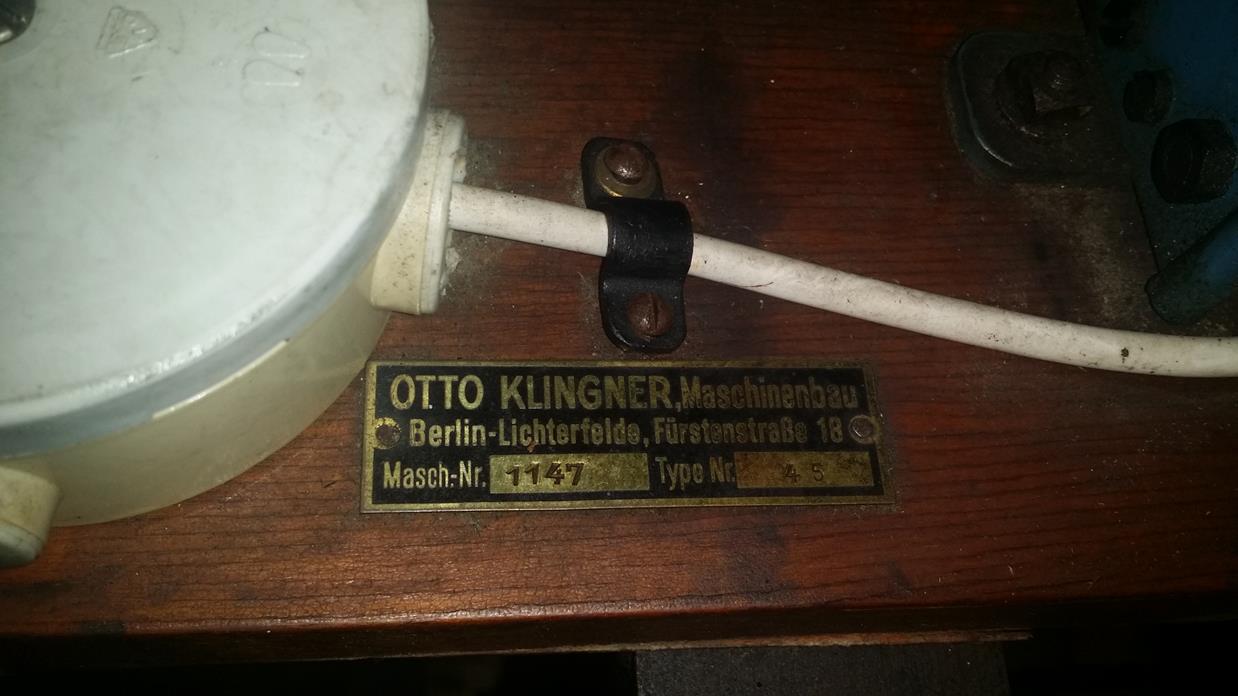 OTTO KLINGNER, Maschinenbau
Berlin-Lichterfelde, Fürstenstraße 18
Masch.-Nr. 1147 Type Nr. 45